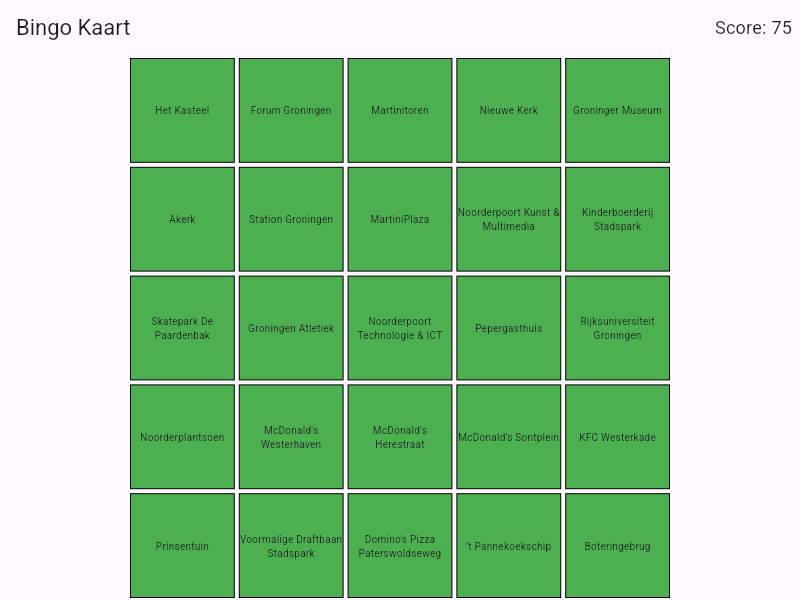 Bingo Kaart
Score: 75
Het Kasteel
Forum Groningen
Martinitoren
Nieuwe Kerk
Groninger Museum
Akerk
Station Groningen
MartiniPlaza
Noorderpoort Kunst &
Multimedia
Kinderboerderij
Stadspark
Skatepark De
Paardenbak
Groningen Atletiek
Noorderpoort
Technologie & ICT
Pepergasthuis
Rijksuniversiteit
Groningen
Noorderplantsoen
McDonald's
Westerhaven
McDonald's
Herestraat
McDonald's Sontplein
KFC Westerkade
Prinsentuin
Voormalige Draftbaan
Stadspark
Domino's Pizza
Paterswoldseweg
't Pannekoekschip
Boteringebrug